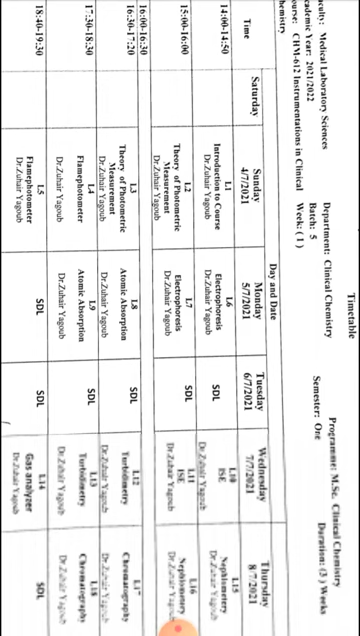 Timetable
Faculty: Medical Laboratory Sciences Department: Clinical Chemistry Programme: M.Sc. Clinical Chemistry
Academic Year: 2021/2022 Batch: 5 Semester: One Duration: (3) Weeks
Course: CHM-612 Instrumentations in Clinical Week: (1)
Chemistry
Day and Date
Time Saturday Sunday Monday Tuesday Wednesday Thursday
4/7/2021 5/7/2021 6/7/2021 7/7/2021 8/7/2021
14:00-14:50 L1 L6 SDL L10 L15
Introduction to Course Electrophoresis ISE Nephlometery
Dr.Zuhair Yagoub Dr.Zuhair Yagoub Dr.Zuhair Yagoub Dr.Zuhair Yagoub
15:00-16:00 L2 L7 SDL L11 L16
Theory of Photometric Electrophoresis ISE Nephlometery
Measurement Dr.Zuhair Yagoub Dr.Zuhair Yagoub Dr.Zuhair Yagoub
Dr.Zuhair Yagoub
16:00-16:30
16:30-17:20 L3 L8 SDL L12 L17
Theory of Photometric Atomic Absorption Turbidimetry Chromatography
Measurement Dr.Zuhair Yagoub Dr.Zuhair Yagoub
Dr.Zuhair Yagoub
17:30-18:30 L4 L9 SDL L13 L18
Flamephotometer Atomic Absorption Turbidimetry Chromatography
Dr.Zuhair Yagoub Dr.Zuhair Yagoub Dr.Zuhair Yagoub Dr.Zuhair Yagoub
18:40-19:30 L5 SDL SDL L14 SDL
Flamephotometer Gas analyzer
Dr.Zuhair Yagoub Dr.Zuhair Yagoub